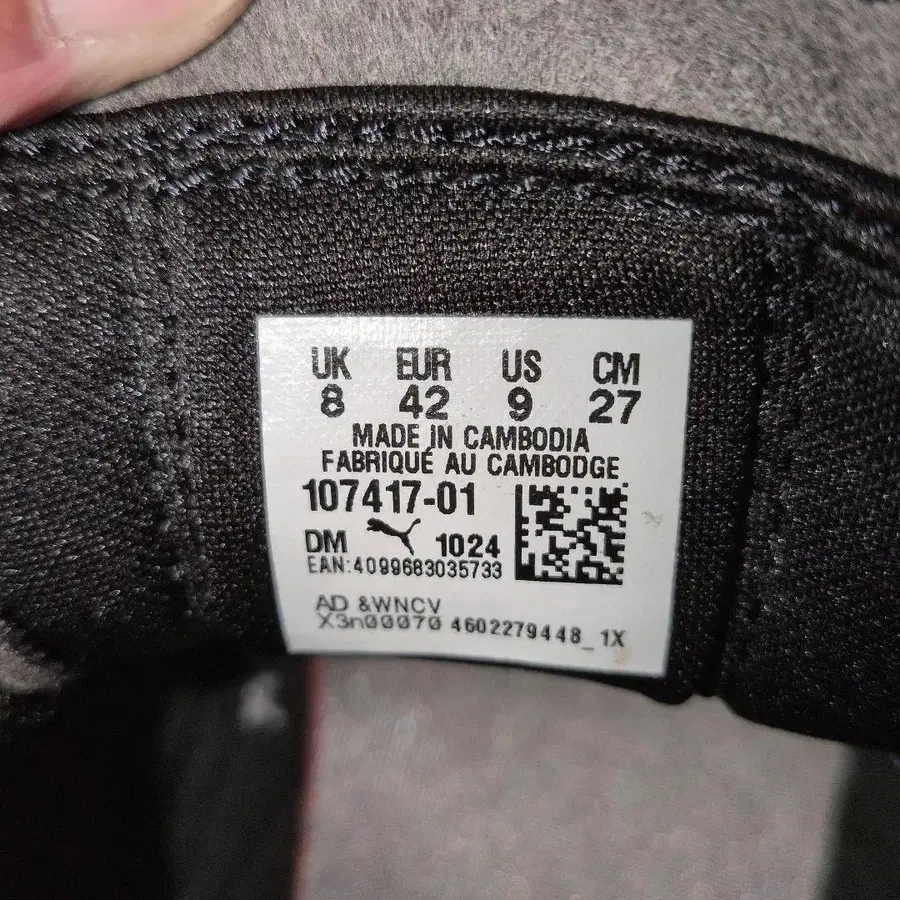 UK EUR US CM
8 42 9 27
MADE IN CAMBODIA
FABRIQUÉ AU CAMBODGE
107417-01
DM 1024
EAN:4099683035733
AD &WNCV
X3n00070 4602279448_1X